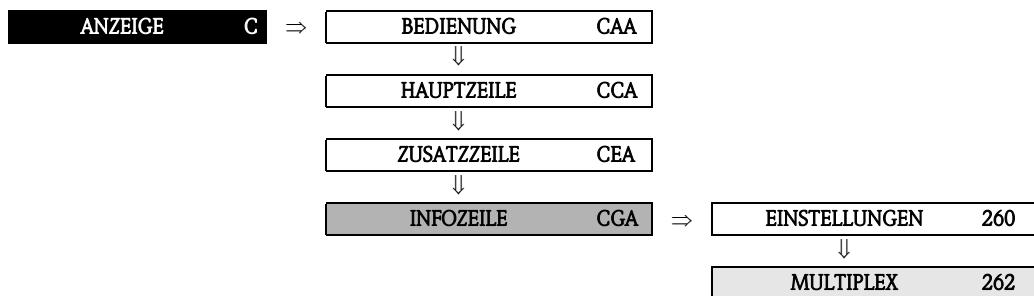 ANZEIGE C ⇒ BEDIENUNG CAA
⇓
HAUPTZEILE CCA
⇓
ZUSATZZEILE CEA
⇓
INFOZEILE CGA ⇒ EINSTELLUNGEN 260
⇓
MULTIPLEX 262